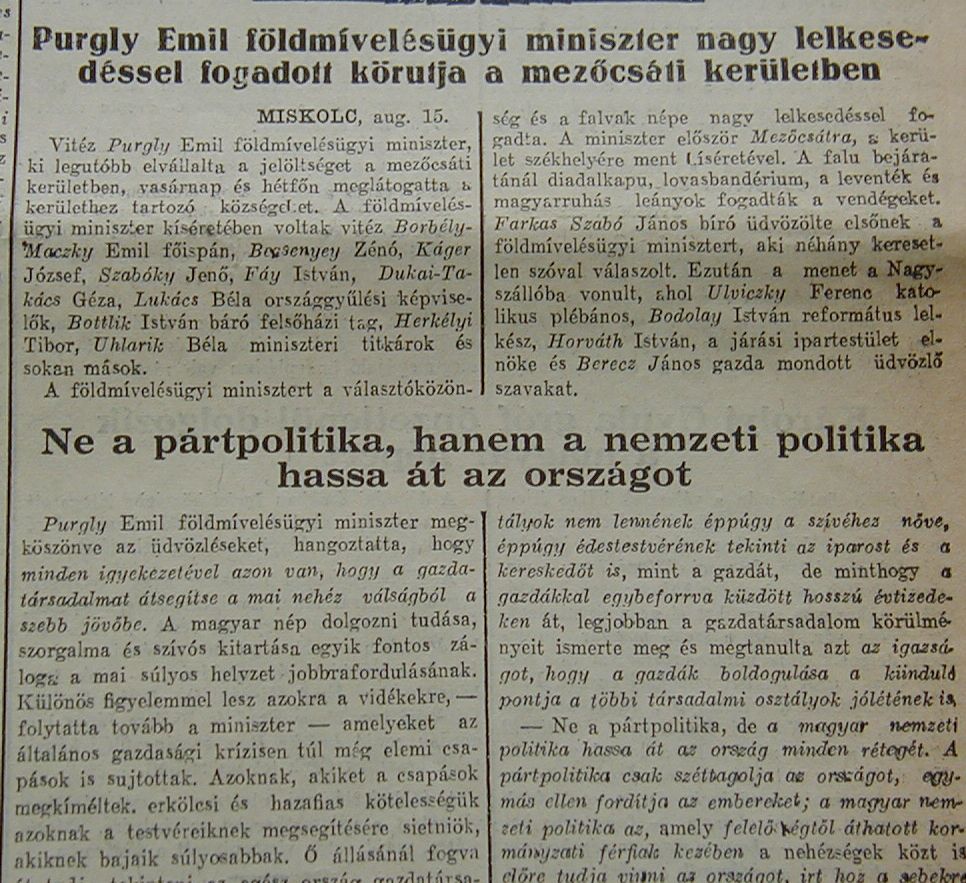 Purgly Emil földmívelésügyi miniszter nagy lelkese-
déssel fogadott körutja a mezőcsáti kerületben
MISKOLC, aug. 15.
Vitéz Purgly Emil földmívelésügyi miniszter,
ki legutóbb elvállalta a jelöltséget a mezőcsáti
kerületben, vasárnap és hétfőn meglátogatta a
kerülethez tartozó községeket. A földmívelés-
ügyi miniszter kíséretében voltak vitéz Borbély-
Maczky Emil főispán, Bessenyey Zénó, Káger
József, Szabóky Jenő, Fáy István, Dukai-Ta-
kács Géza, Lukács Béla országgyűlési képvise-
lők, Bottlik István báró felsőházi tag, Herkélyi
Tibor, Uhlarik Béla miniszteri titkárok és
sokan mások.
A földmívelésügyi minisztert a választóközön-
ség és a falvak népe nagy lelkesedéssel fo-
gadta. A miniszter először Mezőcsátra, a kerü-
let székhelyére ment kíséretével. A falu bejára-
tánál diadalkapu, lovasbandérium, a leventék és
magyarruhás leányok fogadták a vendégeket.
Farkas Szabó János bíró üdvözölte elsőnek a
földmívelésügyi minisztert, aki néhány kereset-
len szóval válaszolt. Ezután a menet a Nagy-
szállóba vonult, ahol Ulviczky Ferenc kato-
likus plébános, Bodolay István református lel-
kész, Horváth István, a járási ipartestület el-
nöke és Berecz János gazda mondott üdvözlő
szavakat.
Ne a pártpolitika, hanem a nemzeti politika
hassa át az országot
Purgly Emil földmívelésügyi miniszter meg-
köszönve az üdvözléseket, hangoztatta, hogy
minden igyekezetével azon van, hogy a gazda-
társadalmat átsegítse a mai nehéz válságból a
szebb jövőbe. A magyar nép dolgozni tudása,
szorgalma és szívós kitartása egyik fontos zá-
loga a mai súlyos helyzet jobbrafordulásának.
Különös figyelemmel lesz azokra a vidékekre, —
folytatta tovább a miniszter — amelyeket az
általános gazdasági krízisen túl még elemi csa-
pások is sujtottak. Azoknak, akiket a csapások
megkíméltek, erkölcsi és hazafias kötelességük
azoknak a testvéreiknek megsegítésére sietniök,
akiknek bajaik súlyosabbak. Ő állásánál fogva
tekinteni az egész ország gazdatársa-
tályok nem lennének éppúgy a szívéhez nőve,
éppúgy édestestvérének tekinti az iparost és a
kereskedőt is, mint a gazdát, de minthogy a
gazdákkal egybeforrva küzdött hosszú évtizede-
ken át, legjobban a gazdatársadalom körülmé-
nyeit ismerte meg és megtanulta azt az igazsá-
got, hogy a gazdák boldogulása a kiinduló
pontja a többi társadalmi osztályok jólétének is.
— Ne a pártpolitika, de a magyar nemzeti
politika hassa át az ország minden rétegét. A
pártpolitika csak széttagolja az országot, egy-
más ellen fordítja az embereket; a magyar nem-
zeti politika az, amely felelősségtől áthatott kor-
mányzati férfiak kezében a nehézségek közt is
előre tudja vinni az országot, írt hoz a sebekre